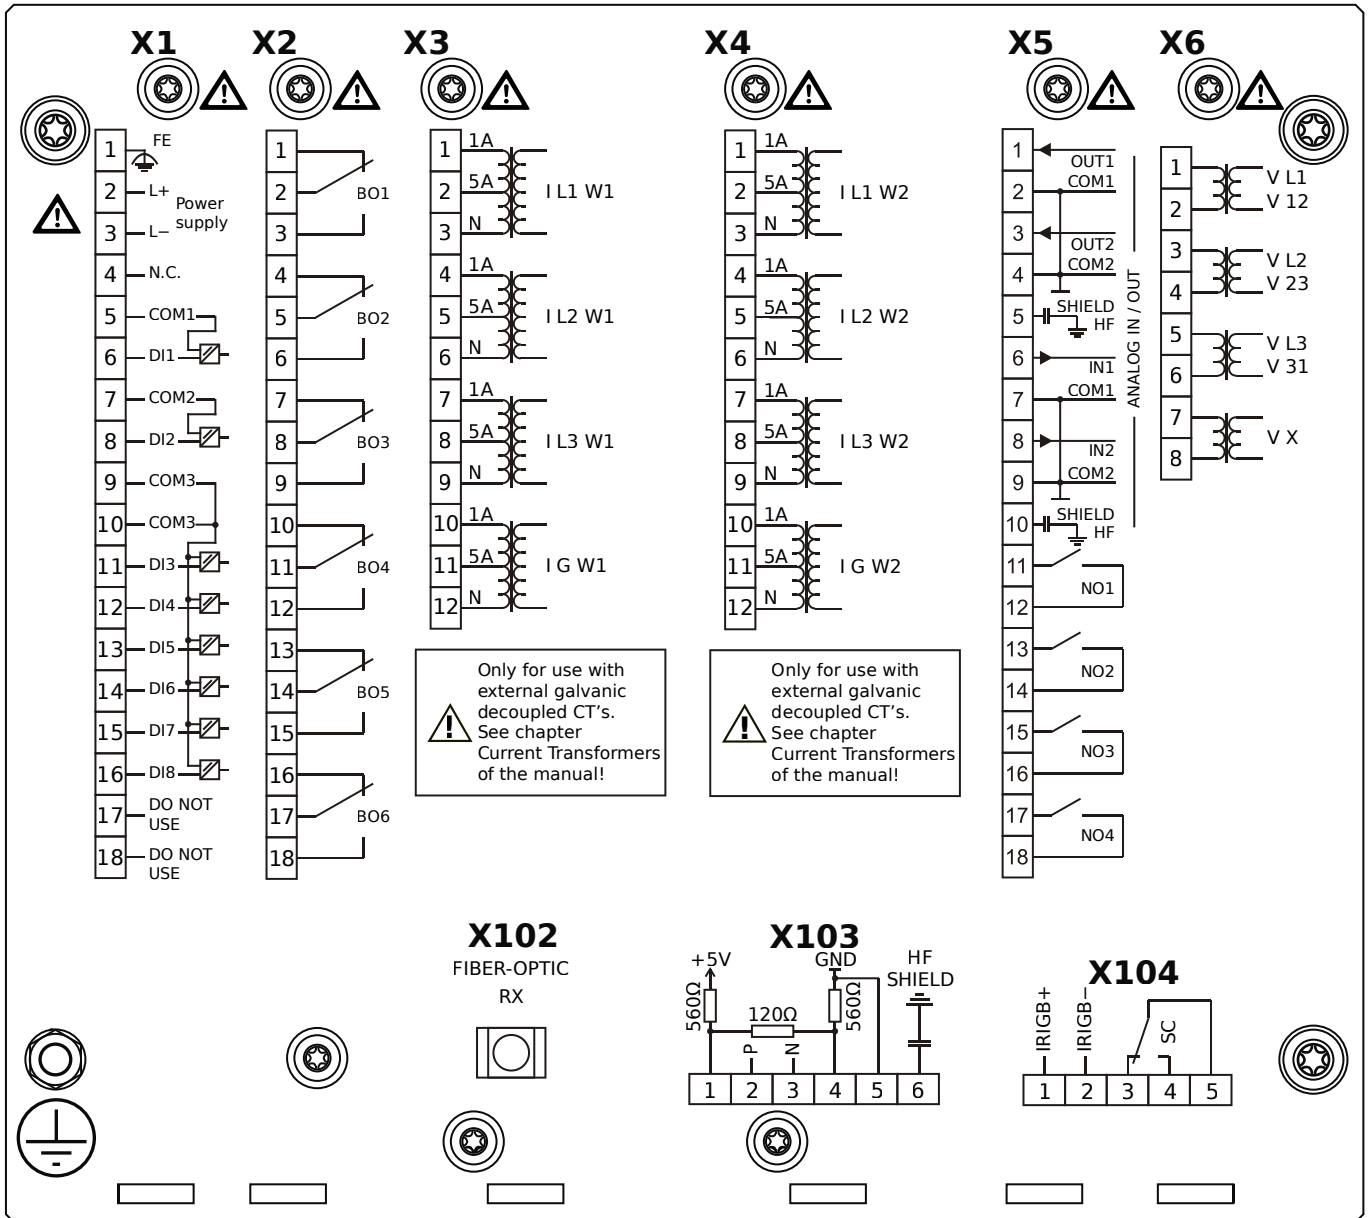 X1
1
FE
2
L+
Power
supply
3
L−
4
N.C.
5
COM1
6
DI1
7
COM2
8
DI2
9
COM3
10
COM3
11
DI3
12
DI4
13
DI5
14
DI6
15
DI7
16
DI8
17
DO NOT
USE
18
DO NOT
USE
X2
1
2
BO1
3
4
5
BO2
6
7
8
BO3
9
10
11
BO4
12
13
14
BO5
15
16
17
BO6
18
X3
1
1A
2
5A
I L1 W1
3
N
4
1A
5
5A
I L2 W1
6
N
7
1A
8
5A
I L3 W1
9
N
10
1A
11
5A
I G W1
12
N
Only for use with
external galvanic
decoupled CT's.
See chapter
Current Transformers
of the manual!
X4
1
1A
2
5A
I L1 W2
3
N
4
1A
5
5A
I L2 W2
6
N
7
1A
8
5A
I L3 W2
9
N
10
1A
11
5A
I G W2
12
N
Only for use with
external galvanic
decoupled CT's.
See chapter
Current Transformers
of the manual!
X5
1
OUT1
2
COM1
3
OUT2
4
COM2
5
SHIELD
HF
6
IN1
7
COM1
8
IN2
9
COM2
10
SHIELD
HF
ANALOG IN / OUT
11
NO1
12
13
NO2
14
15
NO3
16
17
NO4
18
X6
1
V L1
2
V 12
3
V L2
4
V 23
5
V L3
6
V 31
7
V X
8
X102
FIBER-OPTIC
RX
X103
+5V
GND
HF
SHIELD
560Ω
120Ω
560Ω
P
N
1 2 3 4 5 6
X104
IRIGB+
IRIGB−
SC
1 2 3 4 5